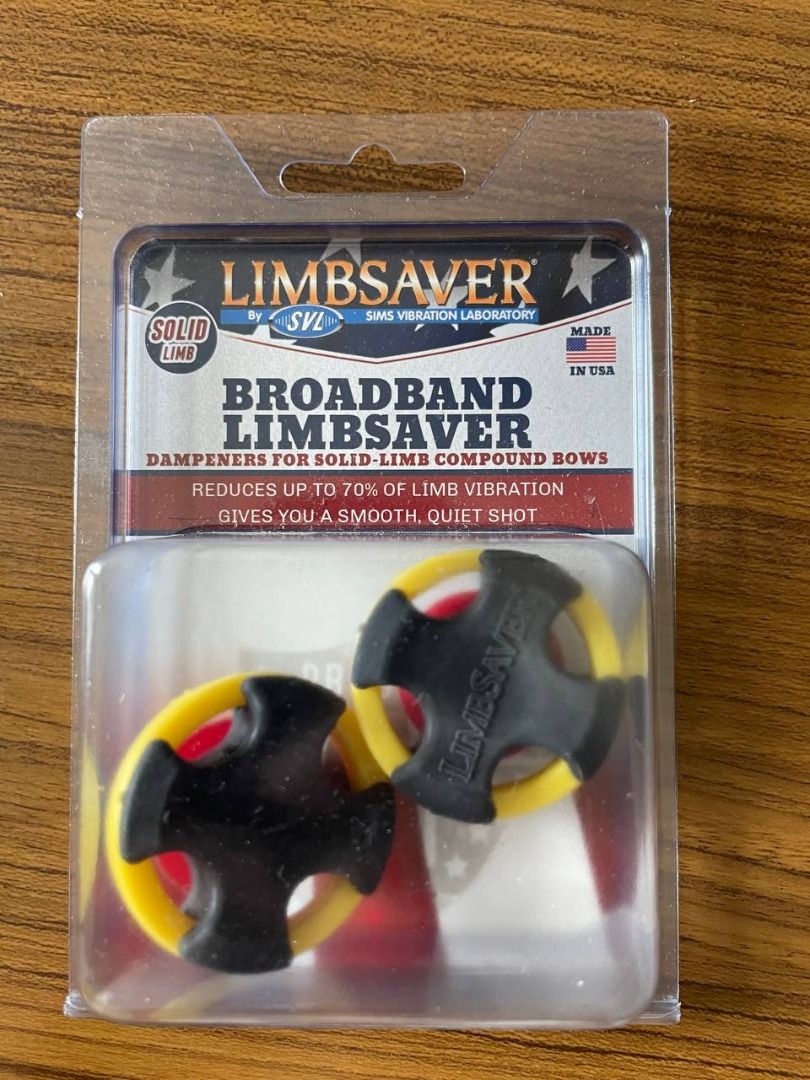 LIMBSAVER®
By SVL SIMS VIBRATION LABORATORY
SOLID
LIMB
MADE
IN USA
BROADBAND
LIMBSAVER
DAMPENERS FOR SOLID-LIMB COMPOUND BOWS
REDUCES UP TO 70% OF LIMB VIBRATION
GIVES YOU A SMOOTH, QUIET SHOT
LIMBSAVER